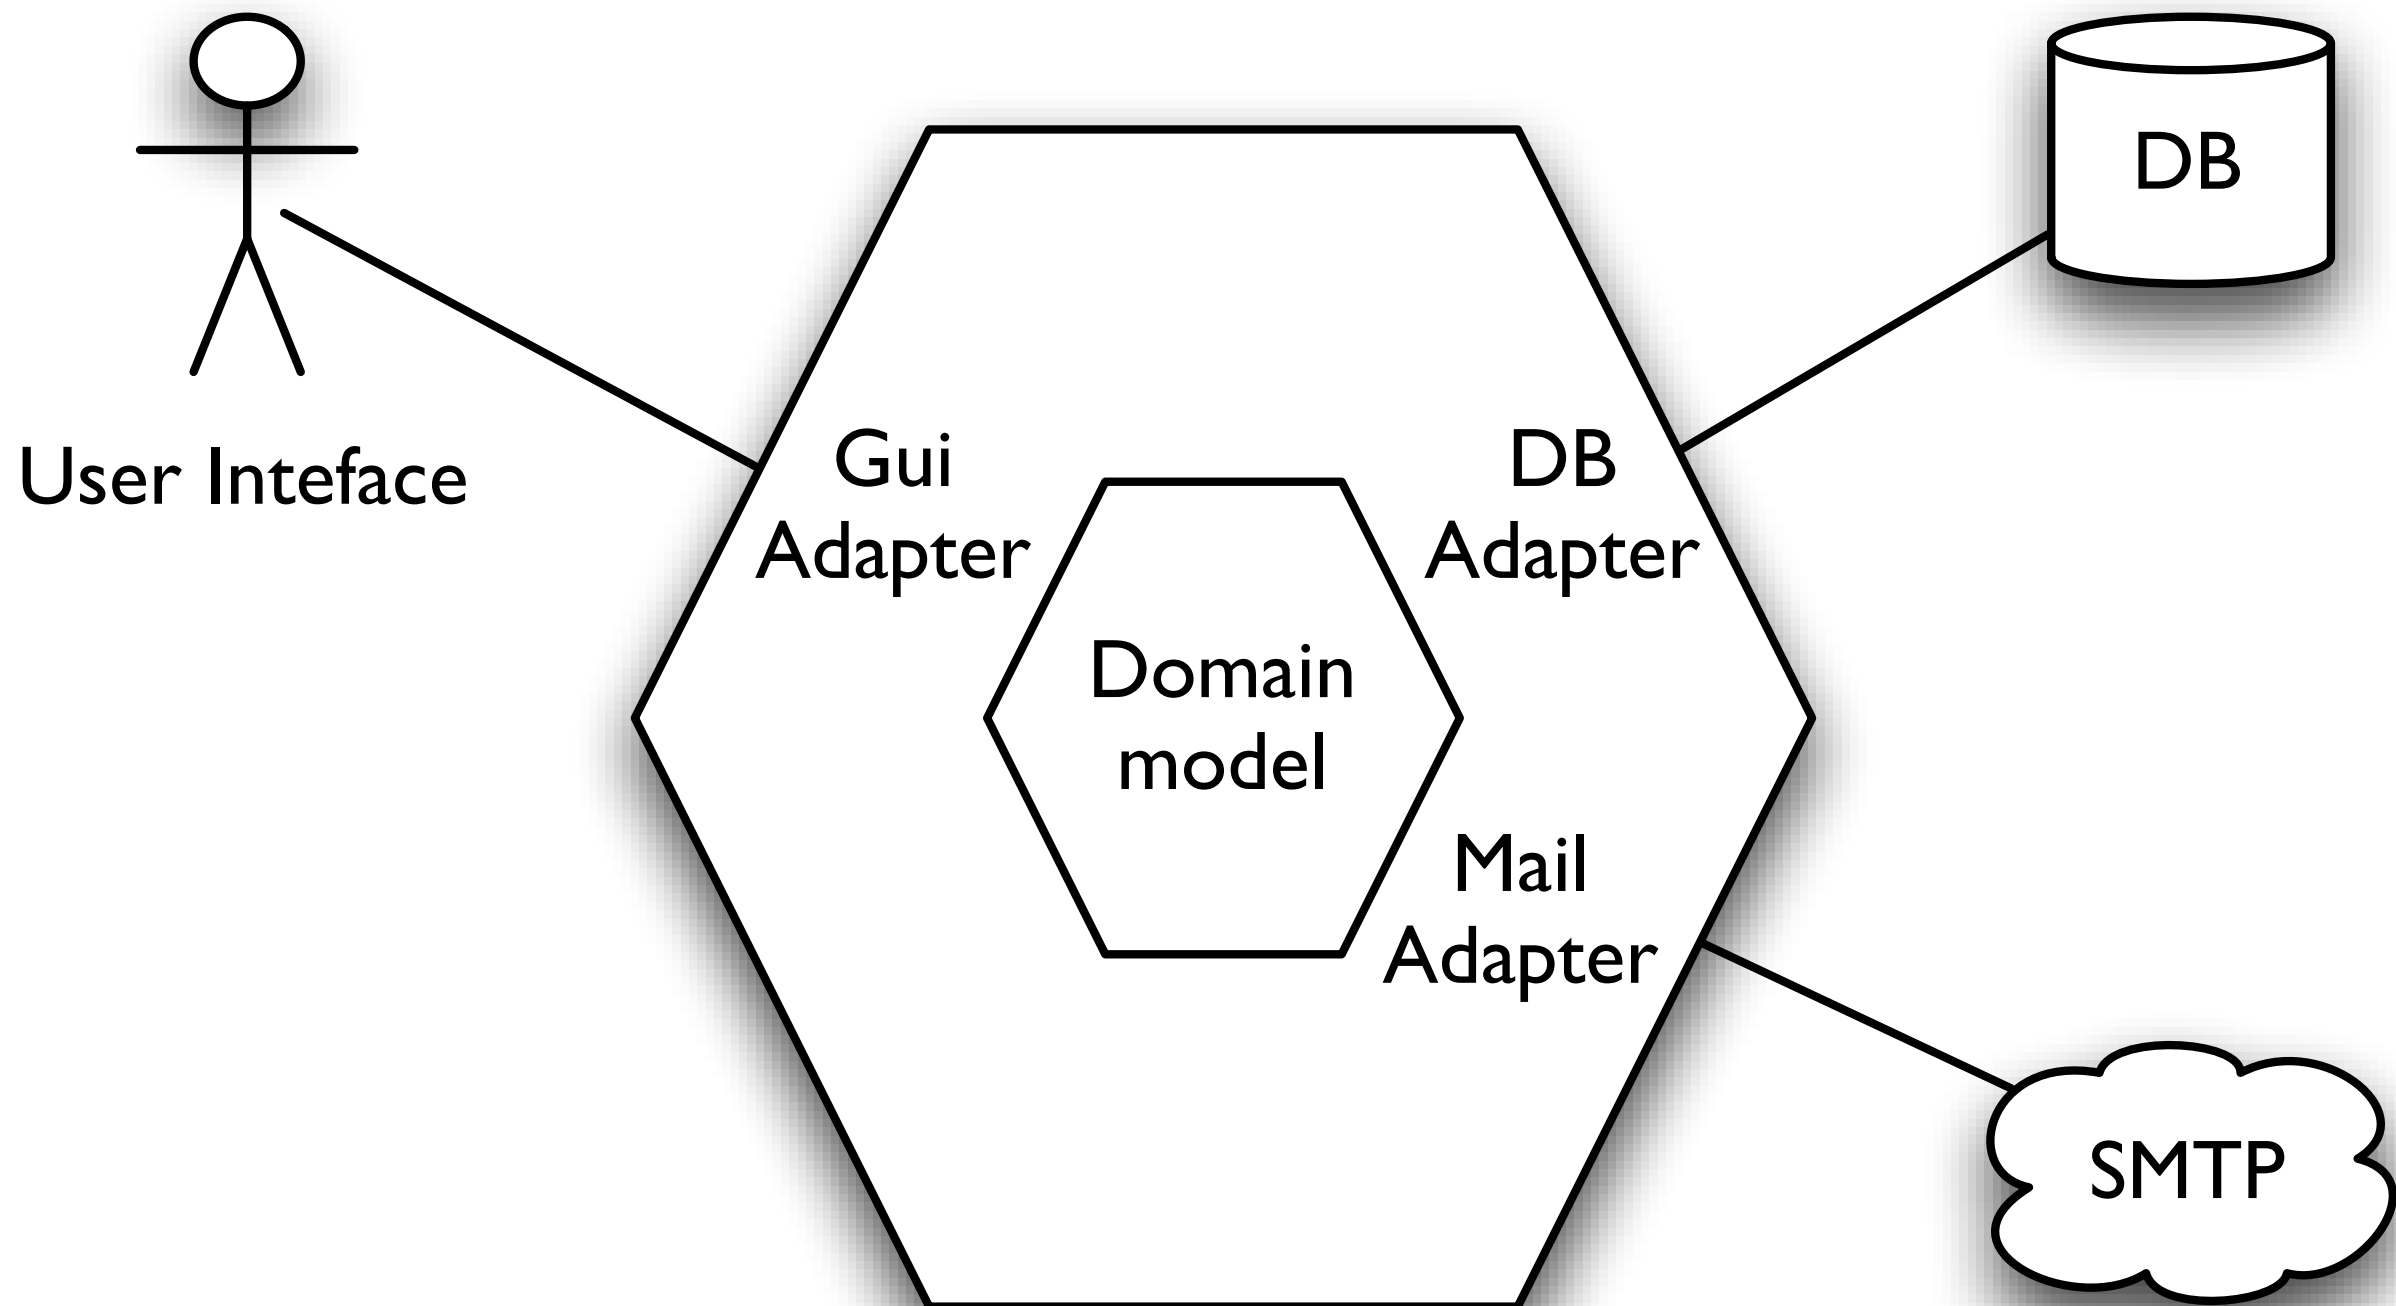 DB
User Inteface
Gui
Adapter
DB
Adapter
Domain
model
Mail
Adapter
SMTP